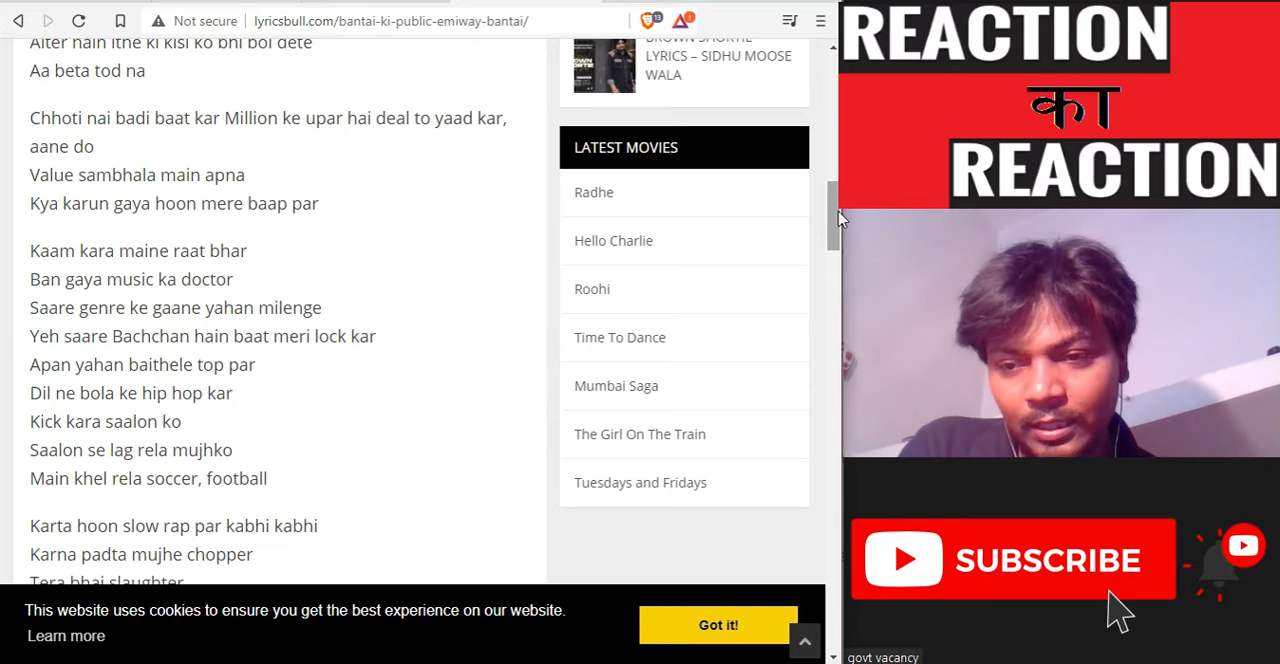 Not secure
lyricsbull.com/bantai-ki-public-emiway-bantai/
13
1
kisi ko bhi bol dete
Aa beta tod na
Chhoti nai badi baat kar Million ke upar hai deal to yaad kar,
aane do
Value sambhala main apna
Kya karun gaya hoon mere baap par
Kaam kara maine raat bhar
Ban gaya music ka doctor
Saare genre ke gaane yahan milenge
Yeh saare Bachchan hain baat meri lock kar
Apan yahan baithele top par
Dil ne bola ke hip hop kar
Kick kara saalon ko
Saalon se lag rela mujhko
Main khel rela soccer, football
Karta hoon slow rap par kabhi kabhi
Karna padta mujhe chopper
Tera bhai slaughter
BROWN SHORTIE
LYRICS – SIDHU MOOSE
WALA
LATEST MOVIES
Radhe
Hello Charlie
Roohi
Time To Dance
Mumbai Saga
The Girl On The Train
Tuesdays and Fridays
This website uses cookies to ensure you get the best experience on our website.
Learn more
Got it!
REACTION
का
REACTION
SUBSCRIBE
govt vacancy